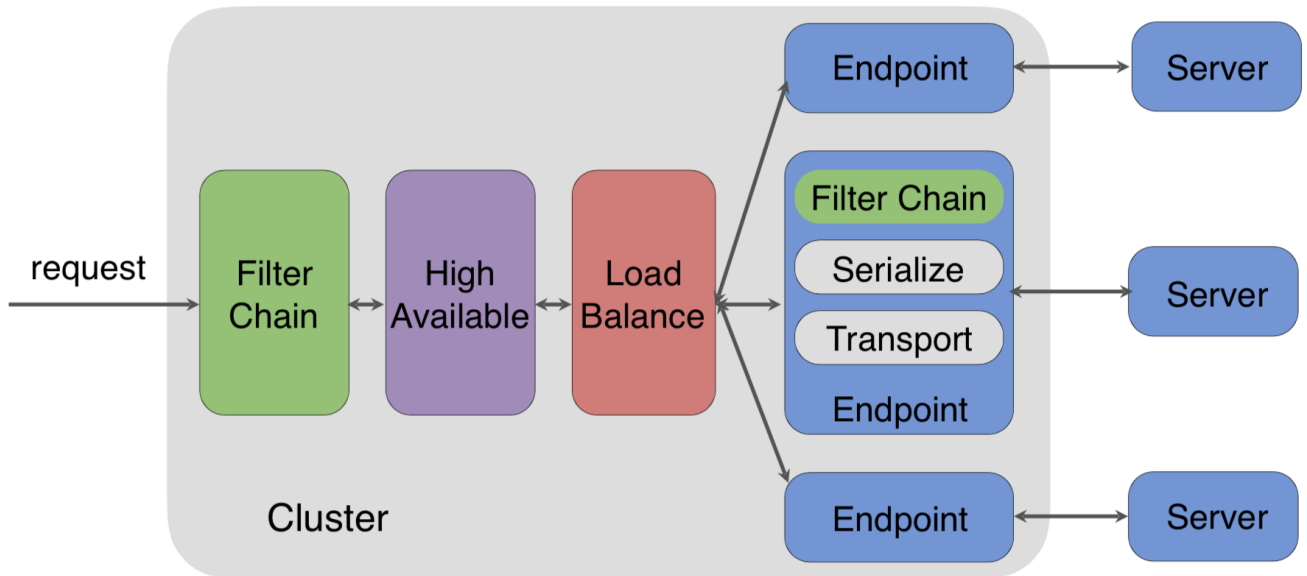 request
Filter
Chain
High
Available
Load
Balance
Endpoint
Filter Chain
Serialize
Transport
Endpoint
Endpoint
Server
Server
Server
Cluster